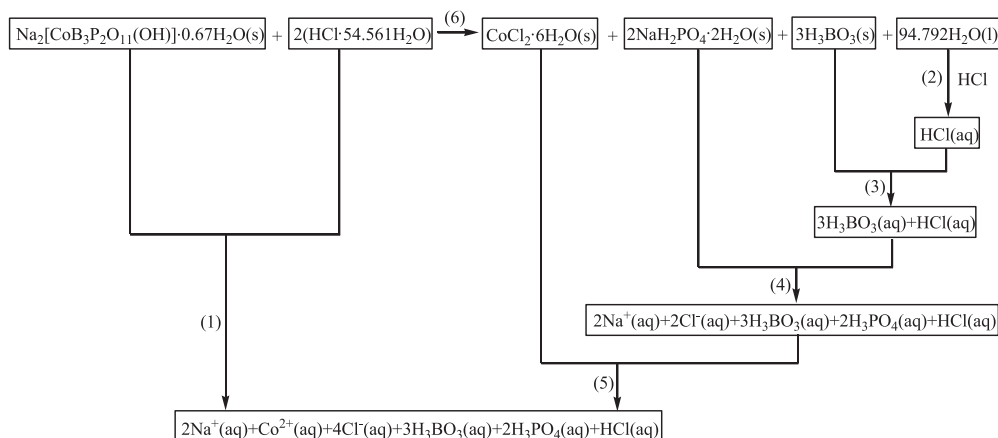 (6)
Na₂[CoB₃P₂O₁₁(OH)]·0.67H₂O(s) + 2(HCl·54.561H₂O) CoCl₂·6H₂O(s) + 2NaH₂PO₄·2H₂O(s) + 3H₃BO₃(s) + 94.792H₂O(l)
(2) HCl
HCl(aq)
(3)
3H₃BO₃(aq)+HCl(aq)
(4)
(1)
2Na⁺(aq)+2Cl⁻(aq)+3H₃BO₃(aq)+2H₃PO₄(aq)+HCl(aq)
(5)
2Na⁺(aq)+Co²⁺(aq)+4Cl⁻(aq)+3H₃BO₃(aq)+2H₃PO₄(aq)+HCl(aq)